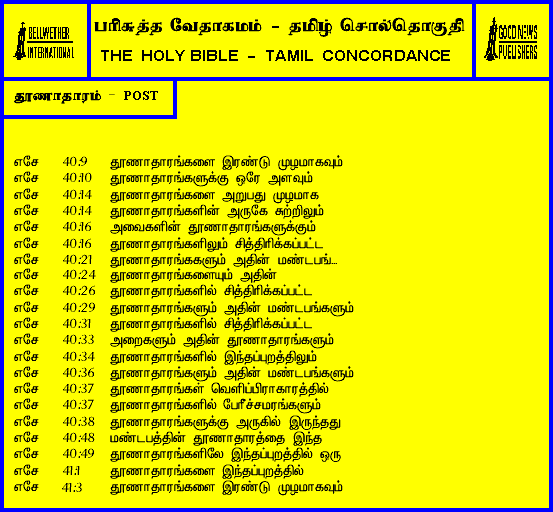 BELLWETHER
INTERNATIONAL
பரிசுத்த வேதாகமம் - தமிழ் சொல்தொகுதி
THE HOLY BIBLE - TAMIL CONCORDANCE
GOOD NEWS
PUBLISHERS
தூணாதாரம் - POST
எசே 40:9 தூணாதாரங்களை இரண்டு முழமாகவும்
எசே 40:10 தூணாதாரங்களுக்கு ஒரே அளவும்
எசே 40:14 தூணாதாரங்களை அறுபது முழமாக
எசே 40:14 தூணாதாரங்களின் அருகே சுற்றிலும்
எசே 40:16 அவைகளின் தூணாதாரங்களுக்கும்
எசே 40:16 தூணாதாரங்களிலும் சித்திரிக்கப்பட்ட
எசே 40:21 தூணாதாரங்ககளும் அதின் மண்டபங்...
எசே 40:24 தூணாதாரங்களையும் அதின்
எசே 40:26 தூணாதாரங்களில் சித்திரிக்கப்பட்ட
எசே 40:29 தூணாதாரங்களும் அதின் மண்டபங்களும்
எசே 40:31 தூணாதாரங்களில் சித்திரிக்கப்பட்ட
எசே 40:33 அறைகளும் அதின் தூணாதாரங்களும்
எசே 40:34 தூணாதாரங்களில் இந்தப்புறத்திலும்
எசே 40:36 தூணாதாரங்களும் அதின் மண்டபங்களும்
எசே 40:37 தூணாதாரங்கள் வெளிப்பிராகாரத்தில்
எசே 40:37 தூணாதாரங்களில் பேரீச்சமரங்களும்
எசே 40:38 தூணாதாரங்களுக்கு அருகில் இருந்தது
எசே 40:48 மண்டபத்தின் தூணாதாரத்தை இந்த
எசே 40:49 தூணாதாரங்களிலே இந்தப்புறத்தில் ஒரு
எசே 41:1 தூணாதாரங்களை இந்தப்புறத்தில்
எசே 41:3 தூணாதாரங்களை இரண்டு முழமாகவும்